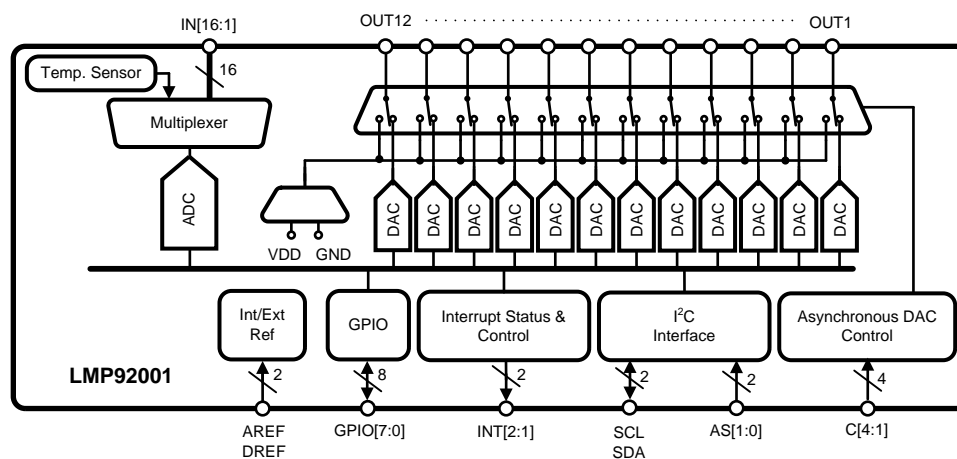 IN[16:1]
OUT12
OUT1
Temp. Sensor
16
Multiplexer
ADC
VDD GND
DAC DAC DAC DAC DAC DAC DAC DAC DAC DAC DAC DAC
Int/Ext
Ref
GPIO
Interrupt Status &
Control
I²C
Interface
Asynchronous DAC
Control
LMP92001
2
8
2
2
2
4
AREF
DREF
GPIO[7:0]
INT[2:1]
SCL
SDA
AS[1:0]
C[4:1]